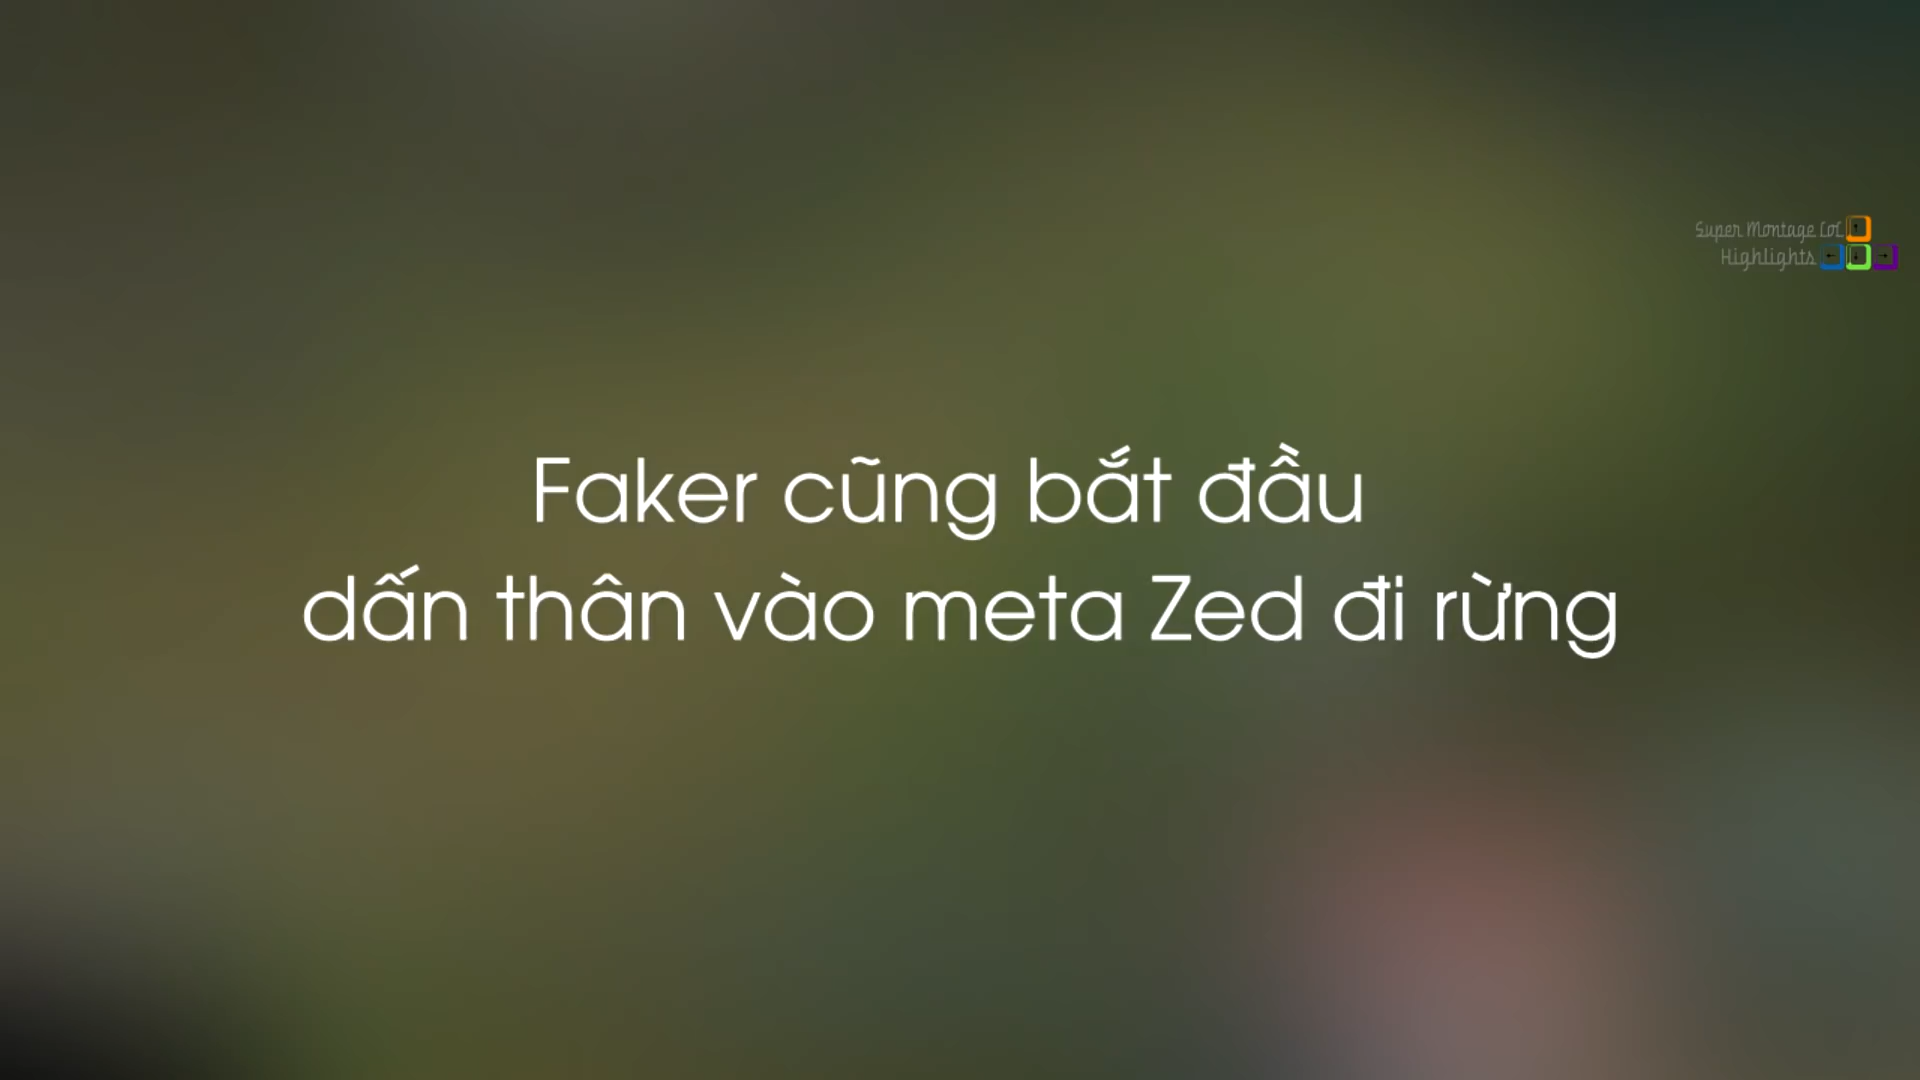 Super Montage LoL
Highlights
Faker cũng bắt đầu
dấn thân vào meta Zed đi rừng